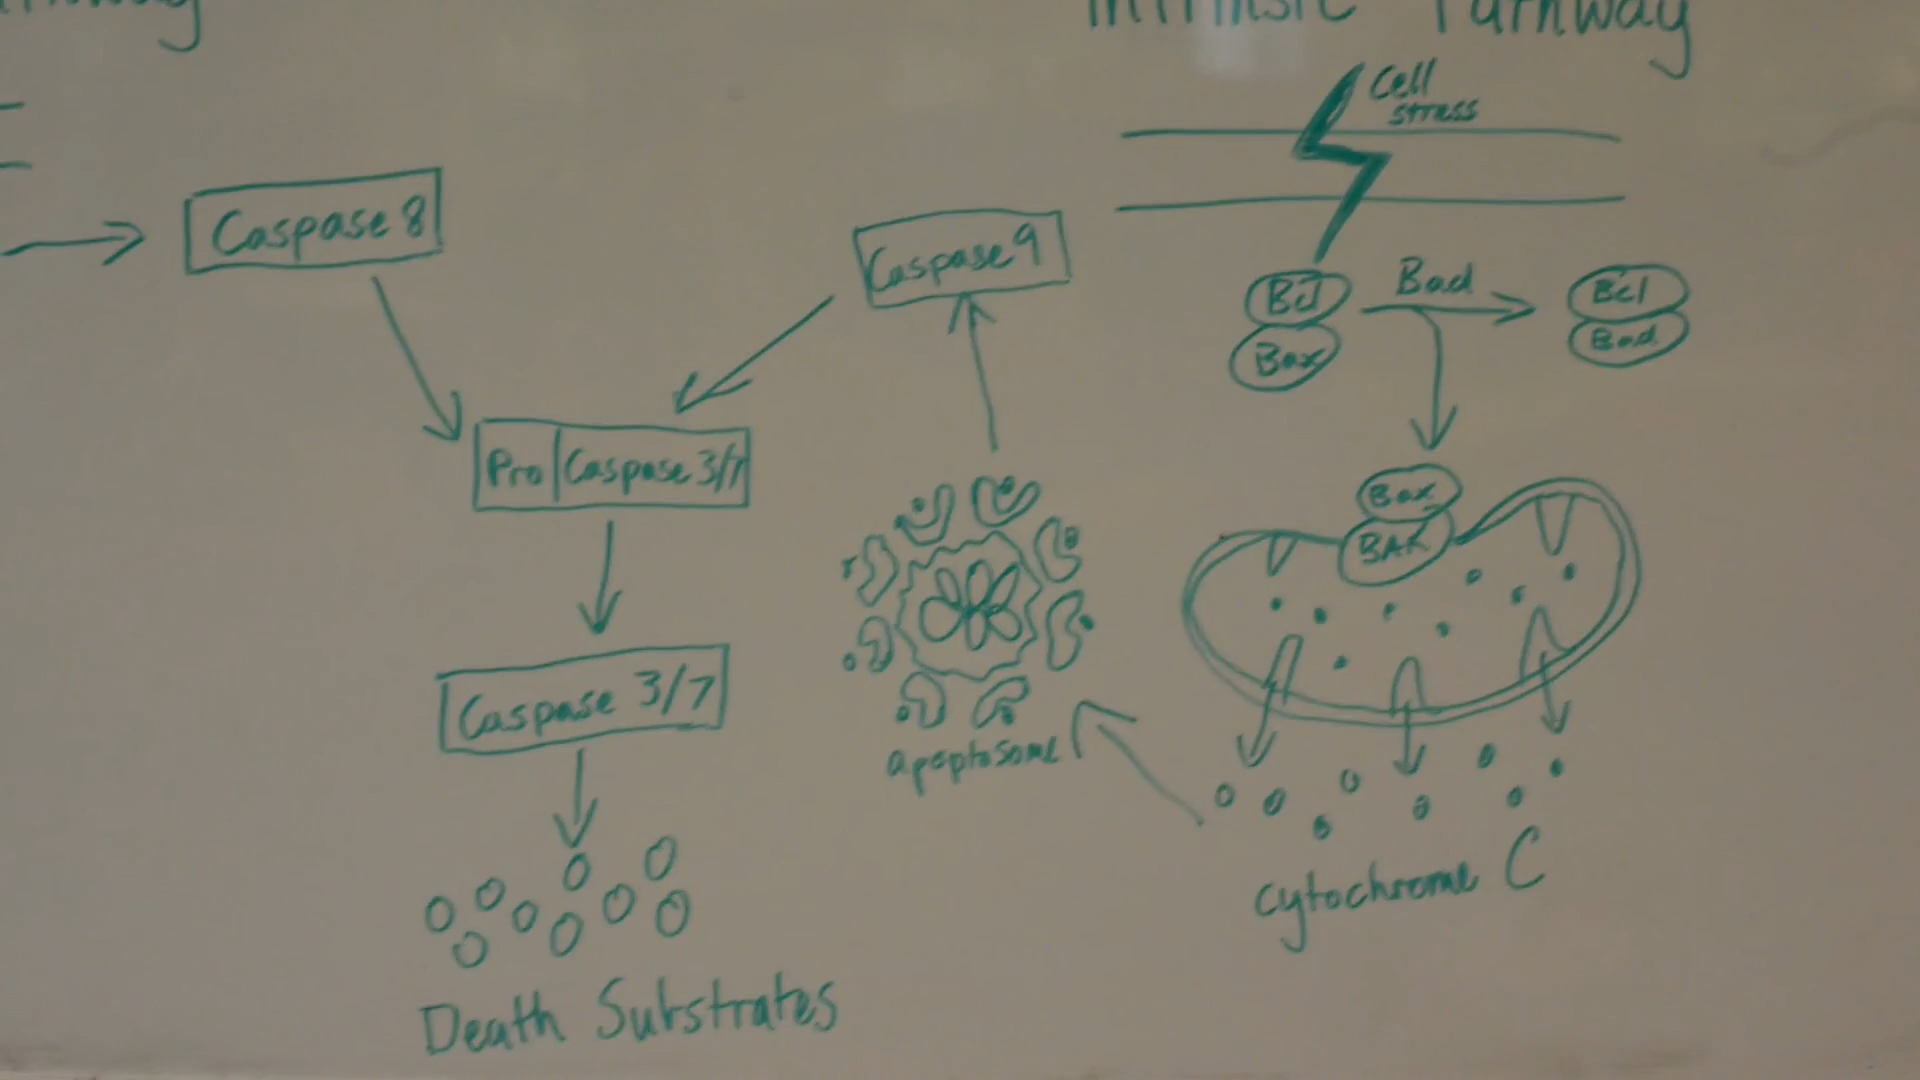 Intrinsic Pathway
Cell
stress
Caspase 8
Caspase 9
Bcl
Bax
Bad
Bcl
Bad
Pro Caspase 3/7
Bax
BAK
Caspase 3/7
apoptosome
cytochrome C
Death Substrates